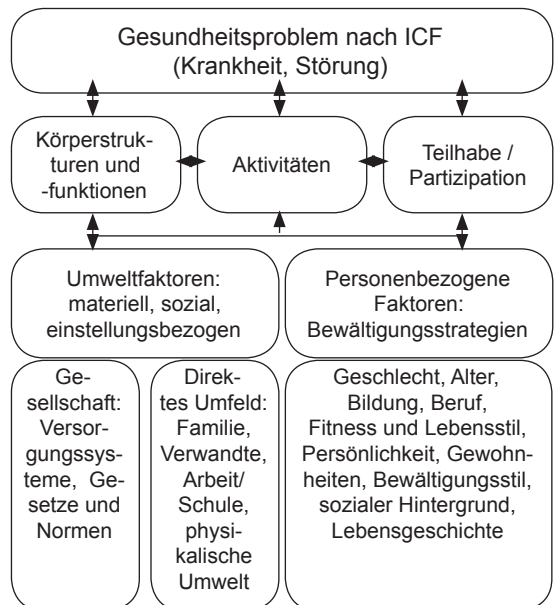 Gesundheitsproblem nach ICF
(Krankheit, Störung)
Körperstruk-
turen und
-funktionen
Aktivitäten
Teilhabe /
Partizipation
Umweltfaktoren:
materiell, sozial,
einstellungsbezogen
Personenbezogene
Faktoren:
Bewältigungsstrategien
Ge-
sellschaft:
Versor-
gungssys-
teme, Ge-
setze und
Normen
Direk-
tes Umfeld:
Familie,
Verwandte,
Arbeit/
Schule,
physi-
kalische
Umwelt
Geschlecht, Alter,
Bildung, Beruf,
Fitness und Lebensstil,
Persönlichkeit, Gewohn-
heiten, Bewältigungsstil,
sozialer Hintergrund,
Lebensgeschichte